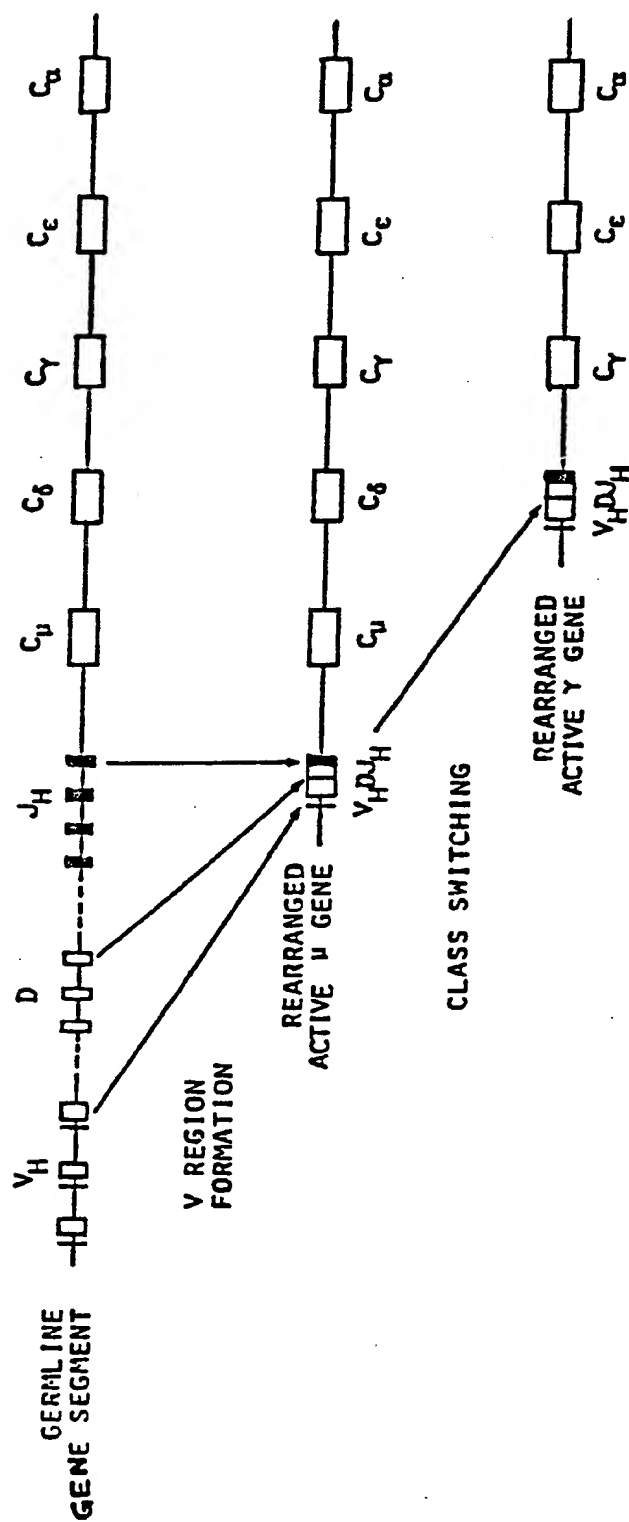 GERMLINE
GENE SEGMENT
V_H D J_H C_μ C_δ C_γ C_ε C_α
V REGION
FORMATION
REARRANGED
ACTIVE μ GENE
V_HDJ_H C_μ C_δ C_γ C_ε C_α
CLASS SWITCHING
REARRANGED
ACTIVE γ GENE
V_HDJ_H C_γ C_ε C_α